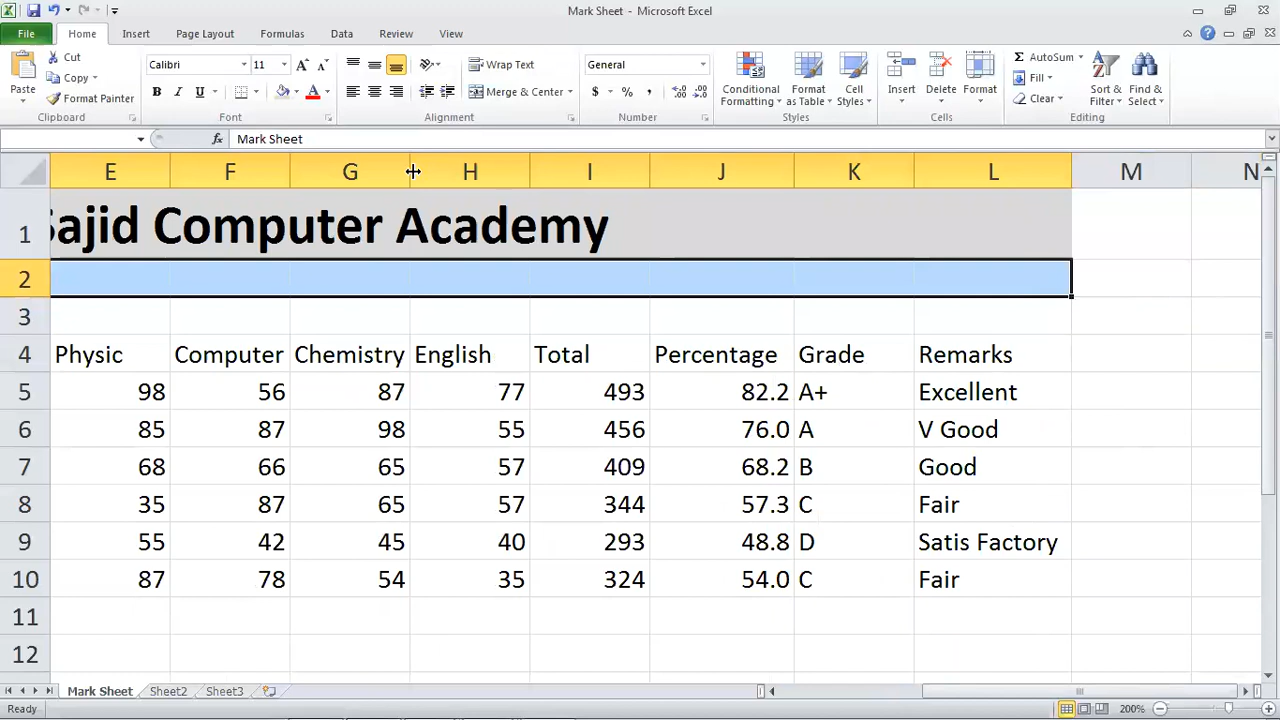 Mark Sheet - Microsoft Excel
File Home Insert Page Layout Formulas Data Review View
Paste
Cut
Copy
Format Painter
Clipboard
Calibri 11
B I U
Font
Wrap Text
Merge & Center
Alignment
General
$ % ,
Number
Conditional Formatting
Format as Table
Cell Styles
Styles
Insert Delete Format
Cells
AutoSum
Fill
Clear
Sort & Filter
Find & Select
Editing
fx Mark Sheet
E F G H I J K L M N
1 Sajid Computer Academy
2
3
4 Physic Computer Chemistry English Total Percentage Grade Remarks
5 98 56 87 77 493 82.2 A+ Excellent
6 85 87 98 55 456 76.0 A V Good
7 68 66 65 57 409 68.2 B Good
8 35 87 65 57 344 57.3 C Fair
9 55 42 45 40 293 48.8 D Satis Factory
10 87 78 54 35 324 54.0 C Fair
11
12
Mark Sheet Sheet2 Sheet3
Ready 200%